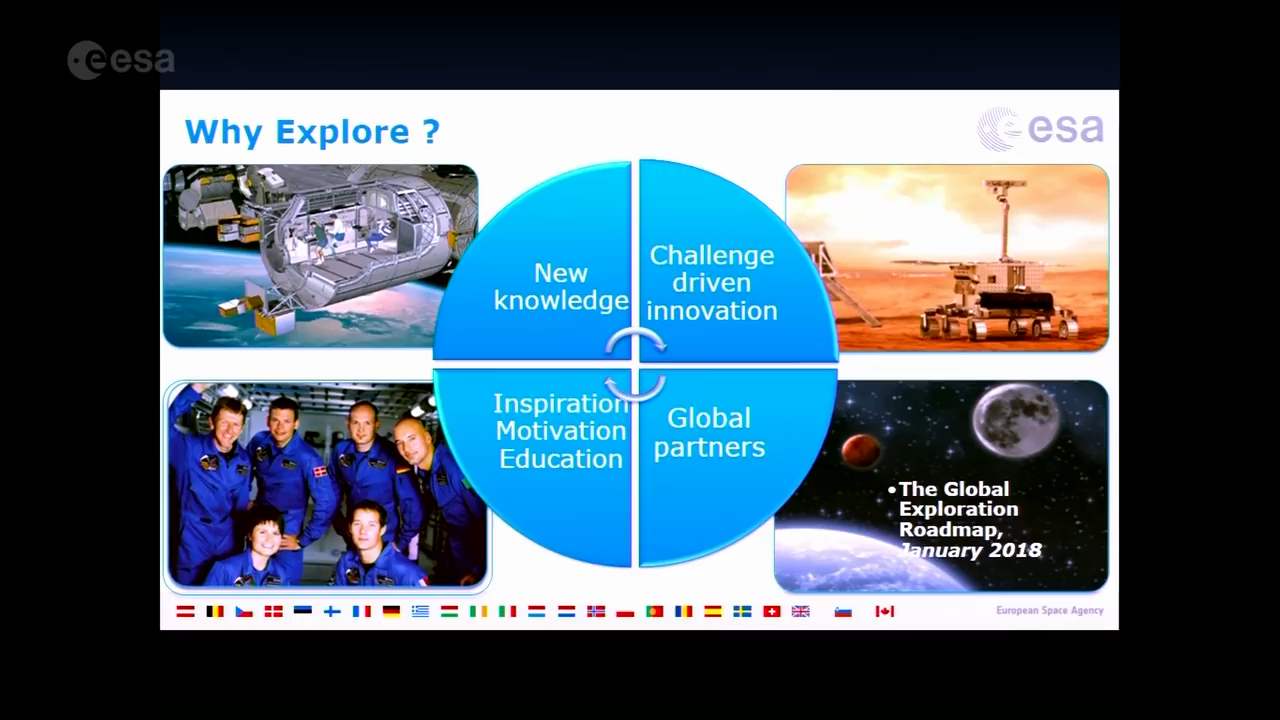 esa
Why Explore ?
esa
New
knowledge
Challenge
driven
innovation
Inspiration
Motivation
Education
Global
partners
•The Global
Exploration
Roadmap,
January 2018
European Space Agency